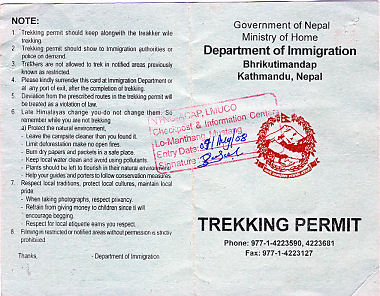 NOTE:
1. Trekking permit should keep alongwith the treakker wile
trekking.
2. Trekking permit should show to Immigration authorities or
police on demand.
3. Trekkers are not allowed to trek in notified areas previously
known as restricted.
4. Please kindly surrender this card at Immigration Department or
at any port of exit, after the completion of trekking.
5. Deviation from the prescribed routes in the trekking permit will
be treated as a violation of law.
6. Late Himalayas change you-do not change them. So
remember while you are not trekking
a) Protect the natural environment,
- Leave the campsite cleaner than you found it.
- Limit deforestation make no open fires.
- Burn dry papers and packets in a safe place.
- Keep local water clean and avoid using pollutants.
- Plants should be left to flourish in their natural environment
- Help your guides and porters to follow conservation measures.
7. Respect local traditions, protect local cultures, maintain local
pride
- When taking photographs, respect privacy.
- Refrain from giving money to children since it will
encourage begging.
- Respect for local etiquette earns you respect.
8. Filming in restricted or notified areas without permission is strictly
prohibited
Thanks, - Department of Immigration
Government of Nepal
Ministry of Home
Department of Immigration
Bhrikutimandap
Kathmandu, Nepal
ACAP, LMUCO
Checkpost & Information Center
Lo-Manthang, Mustang
Entry Date:
Signature:
TREKKING PERMIT
Phone: 977-1-4223590, 4223681
Fax: 977-1-4223127